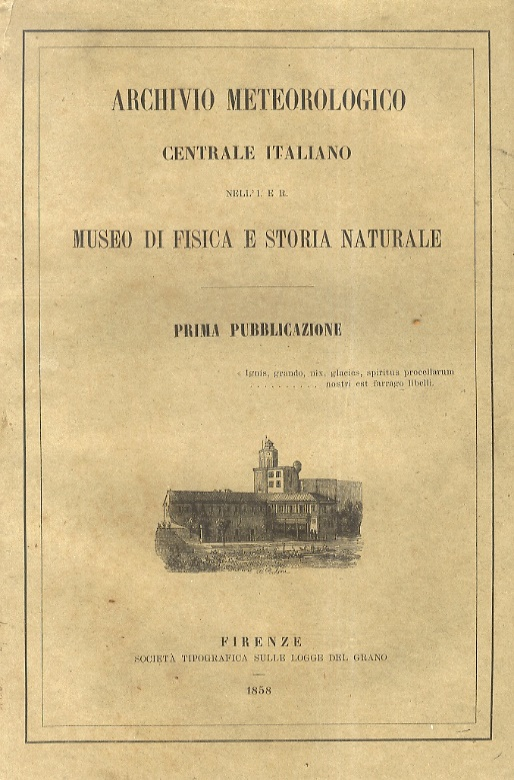 ARCHIVIO METEOROLOGICO
CENTRALE ITALIANO
NELL' I. E R.
MUSEO DI FISICA E STORIA NATURALE
PRIMA PUBBLICAZIONE
« Ignis, grando, nix, glacies, spiritus procellarum
. . . . . . . . . . nostri est farrago libelli.
FIRENZE
SOCIETÀ TIPOGRAFICA SULLE LOGGE DEL GRANO
1858